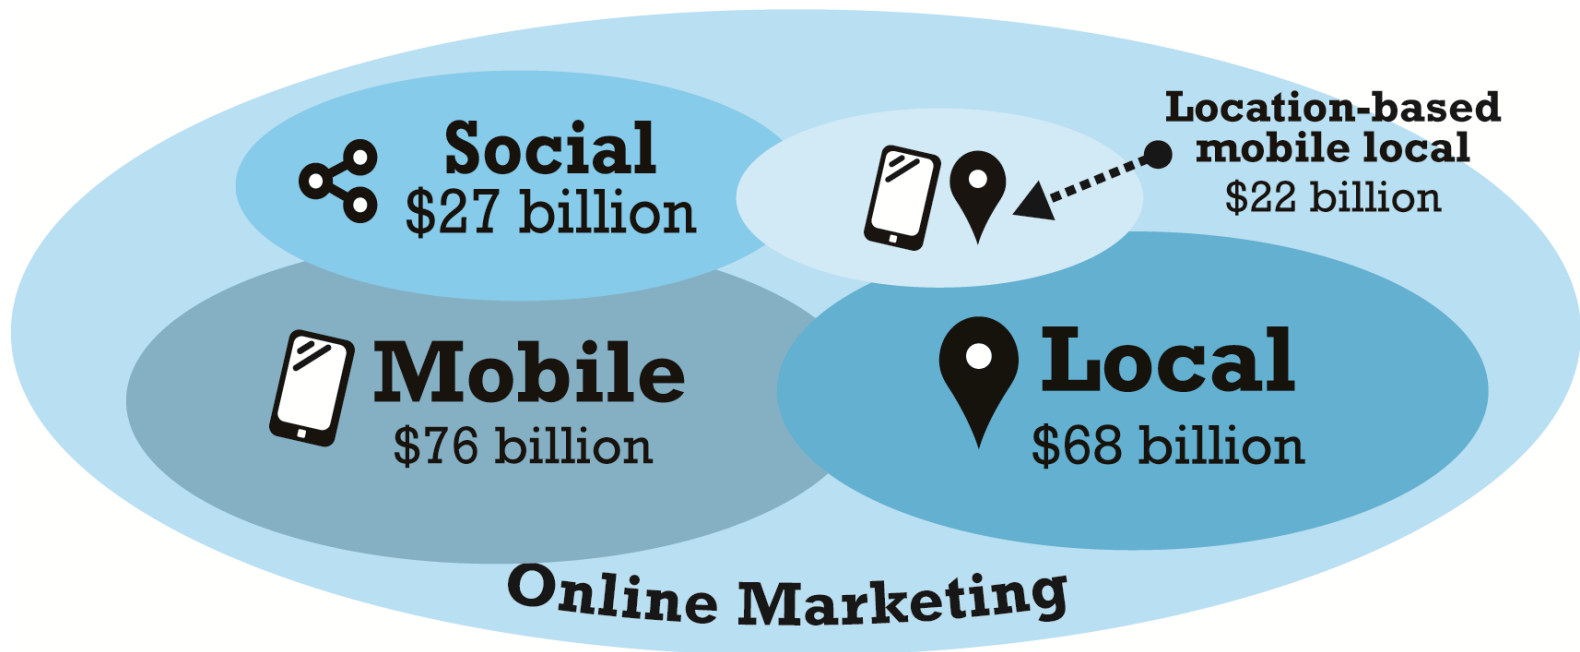 Social
$27 billion
Location-based
mobile local
$22 billion
Mobile
$76 billion
Local
$68 billion
Online Marketing